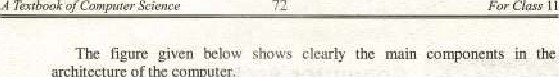 A Textbook of Computer Science 72 For Class 11
The figure given below shows clearly the main components in the
architecture of the computer.